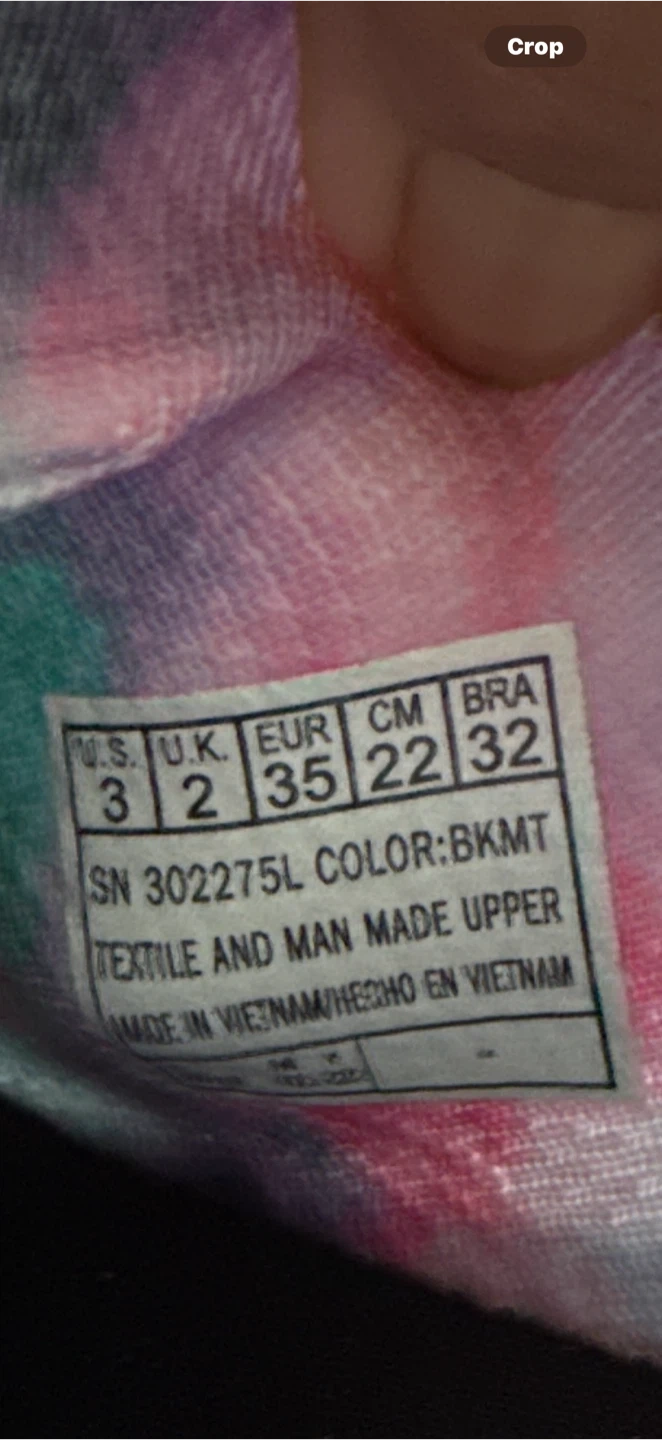 Crop
U.S. U.K. EUR CM BRA
3 2 35 22 32
SN 302275L COLOR:BKMT
TEXTILE AND MAN MADE UPPER
MADE IN VIETNAM/HECHO EN VIETNAM